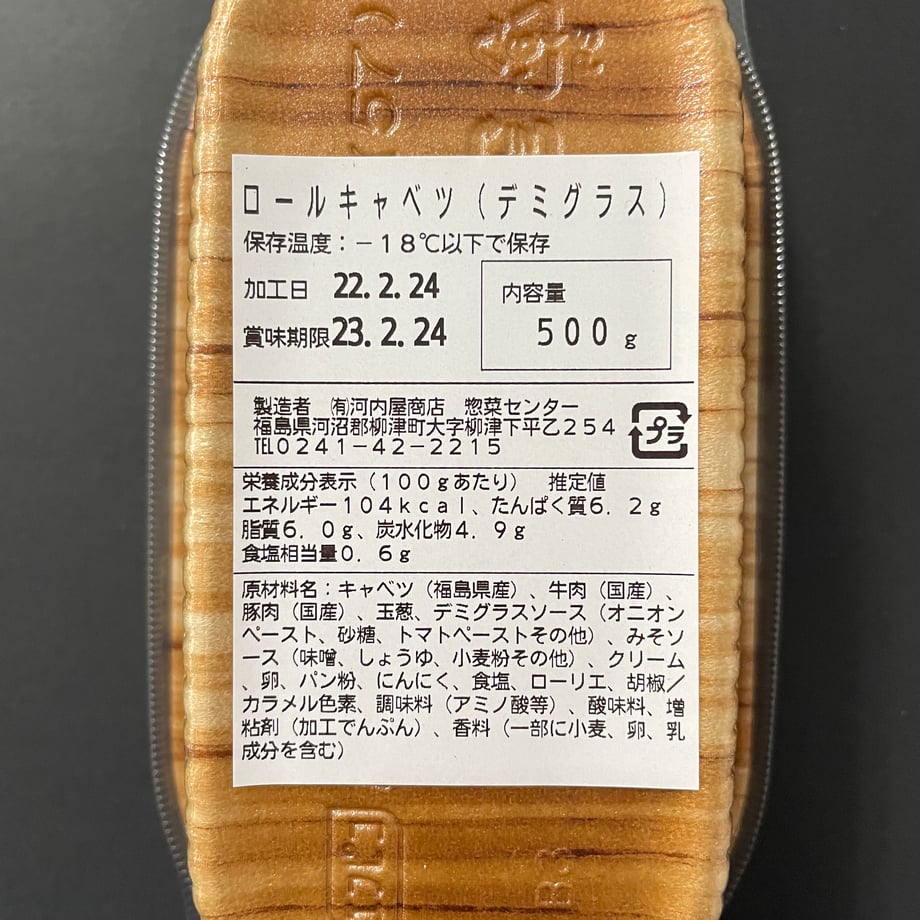 ロールキャベツ（デミグラス）
保存温度：－１８℃以下で保存
加工日 22. 2. 24
賞味期限23. 2. 24
内容量
５００ｇ
製造者 ㈲河内屋商店 惣菜センター
福島県河沼郡柳津町大字柳津下平乙２５４
℡０２４１－４２－２２１５
プラ
栄養成分表示（１００ｇあたり） 推定値
エネルギー１０４ｋｃａｌ、たんぱく質６．２ｇ
脂質６．０ｇ、炭水化物４．９ｇ
食塩相当量０．６ｇ
原材料名：キャベツ（福島県産）、牛肉（国産）、
豚肉（国産）、玉葱、デミグラスソース（オニオン
ペースト、砂糖、トマトペーストその他）、みそソ
ース（味噌、しょうゆ、小麦粉その他）、クリーム
、卵、パン粉、にんにく、食塩、ローリエ、胡椒／
カラメル色素、調味料（アミノ酸等）、酸味料、増
粘剤（加工でんぷん）、香料（一部に小麦、卵、乳
成分を含む）